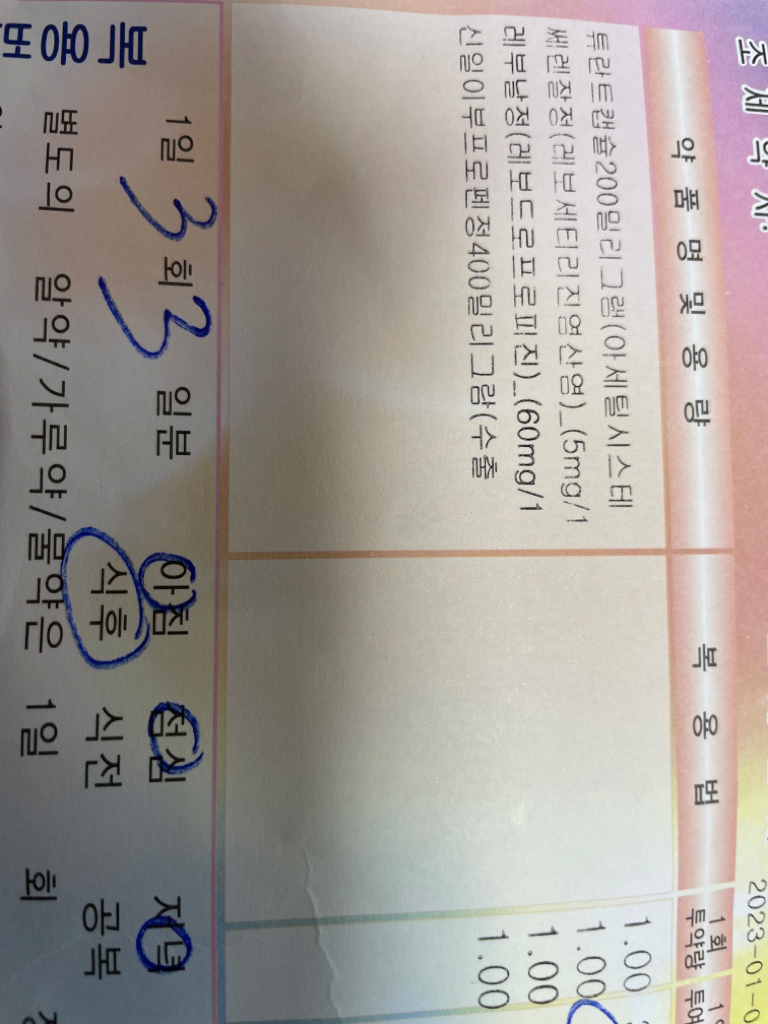 조 제 약 사:
2023-01-0
약 품 명 및 용 량 복 용 법 1회 투약량
튜란트캡슐200밀리그램(아세틸시스테 1.00
쎄렌잘정(레보세티리진염산염)_(5mg/1 1.00
레부날정(레보드로프로피진)_(60mg/1 1.00
신일이부프로펜정400밀리그람(수출 1.00
복용법
1일 3 회 3 일분 아침 점심 저녁
식후 식전 공복
별도의 알약/가루약/물약은 1일 회